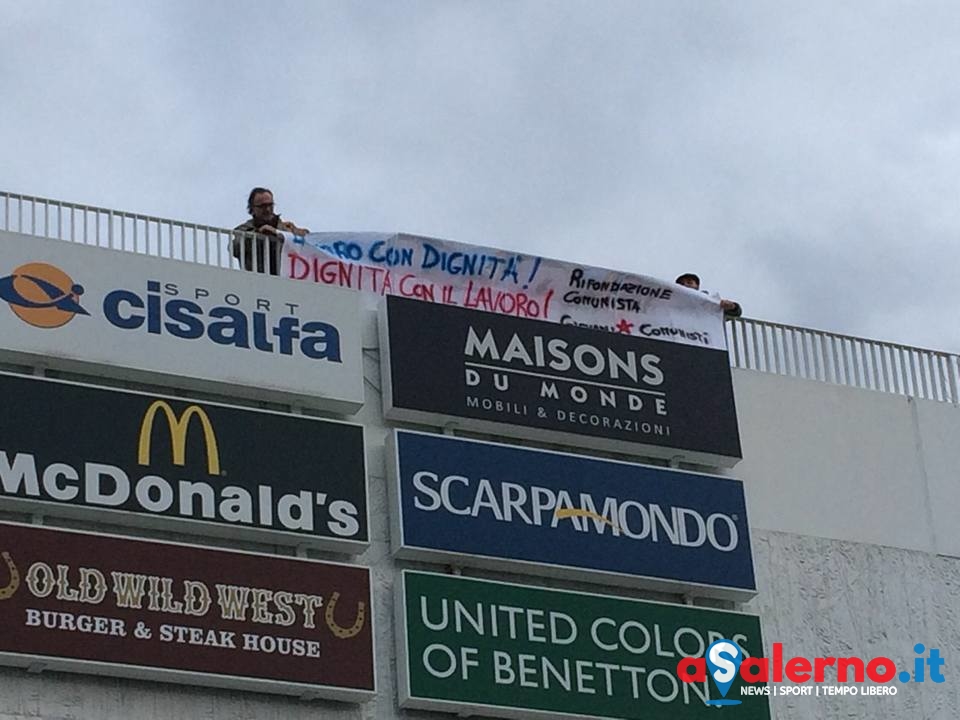 CON DIGNITÀ!
DIGNITÀ CON IL LAVORO!
RIFONDAZIONE
COMUNISTA
COMUNISTI
SPORT
cisalfa
MAISONS
DU MONDE
MOBILI & DECORAZIONI
McDonald's
SCARPAMONDO
OLD WILD WEST
BURGER & STEAK HOUSE
UNITED COLORS
OF BENETTON
aSalerno.it
NEWS | SPORT | TEMPO LIBERO